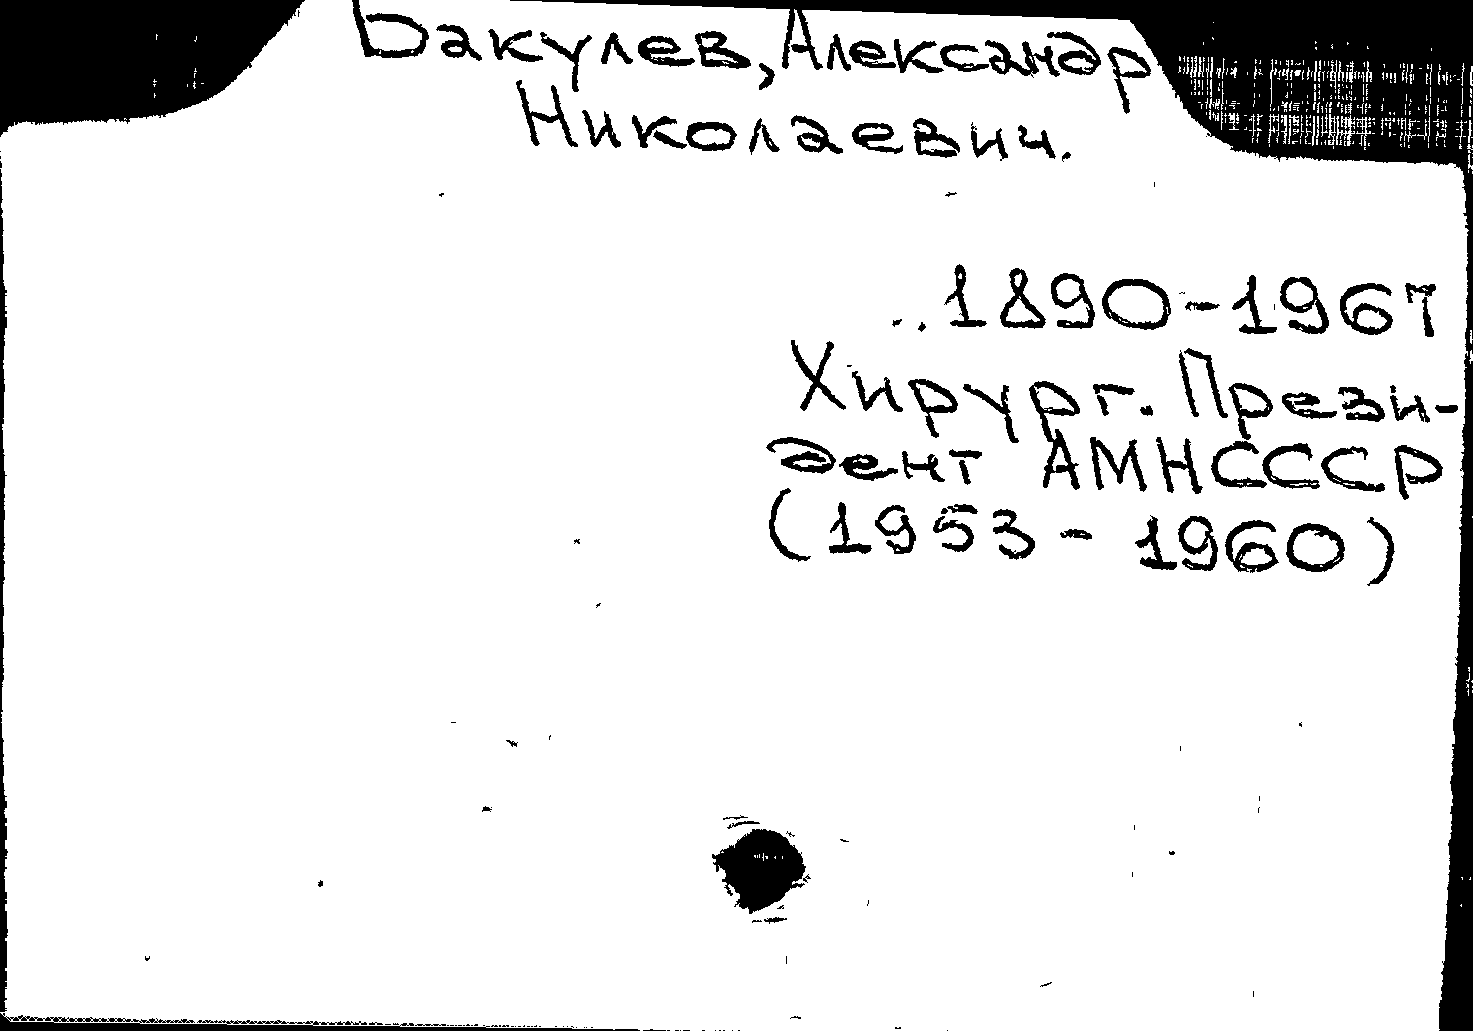 Бакулев, Александр
Николаевич.
1890-1967
Хирург. Прези-
дент АМНСССР
(1953 - 1960)